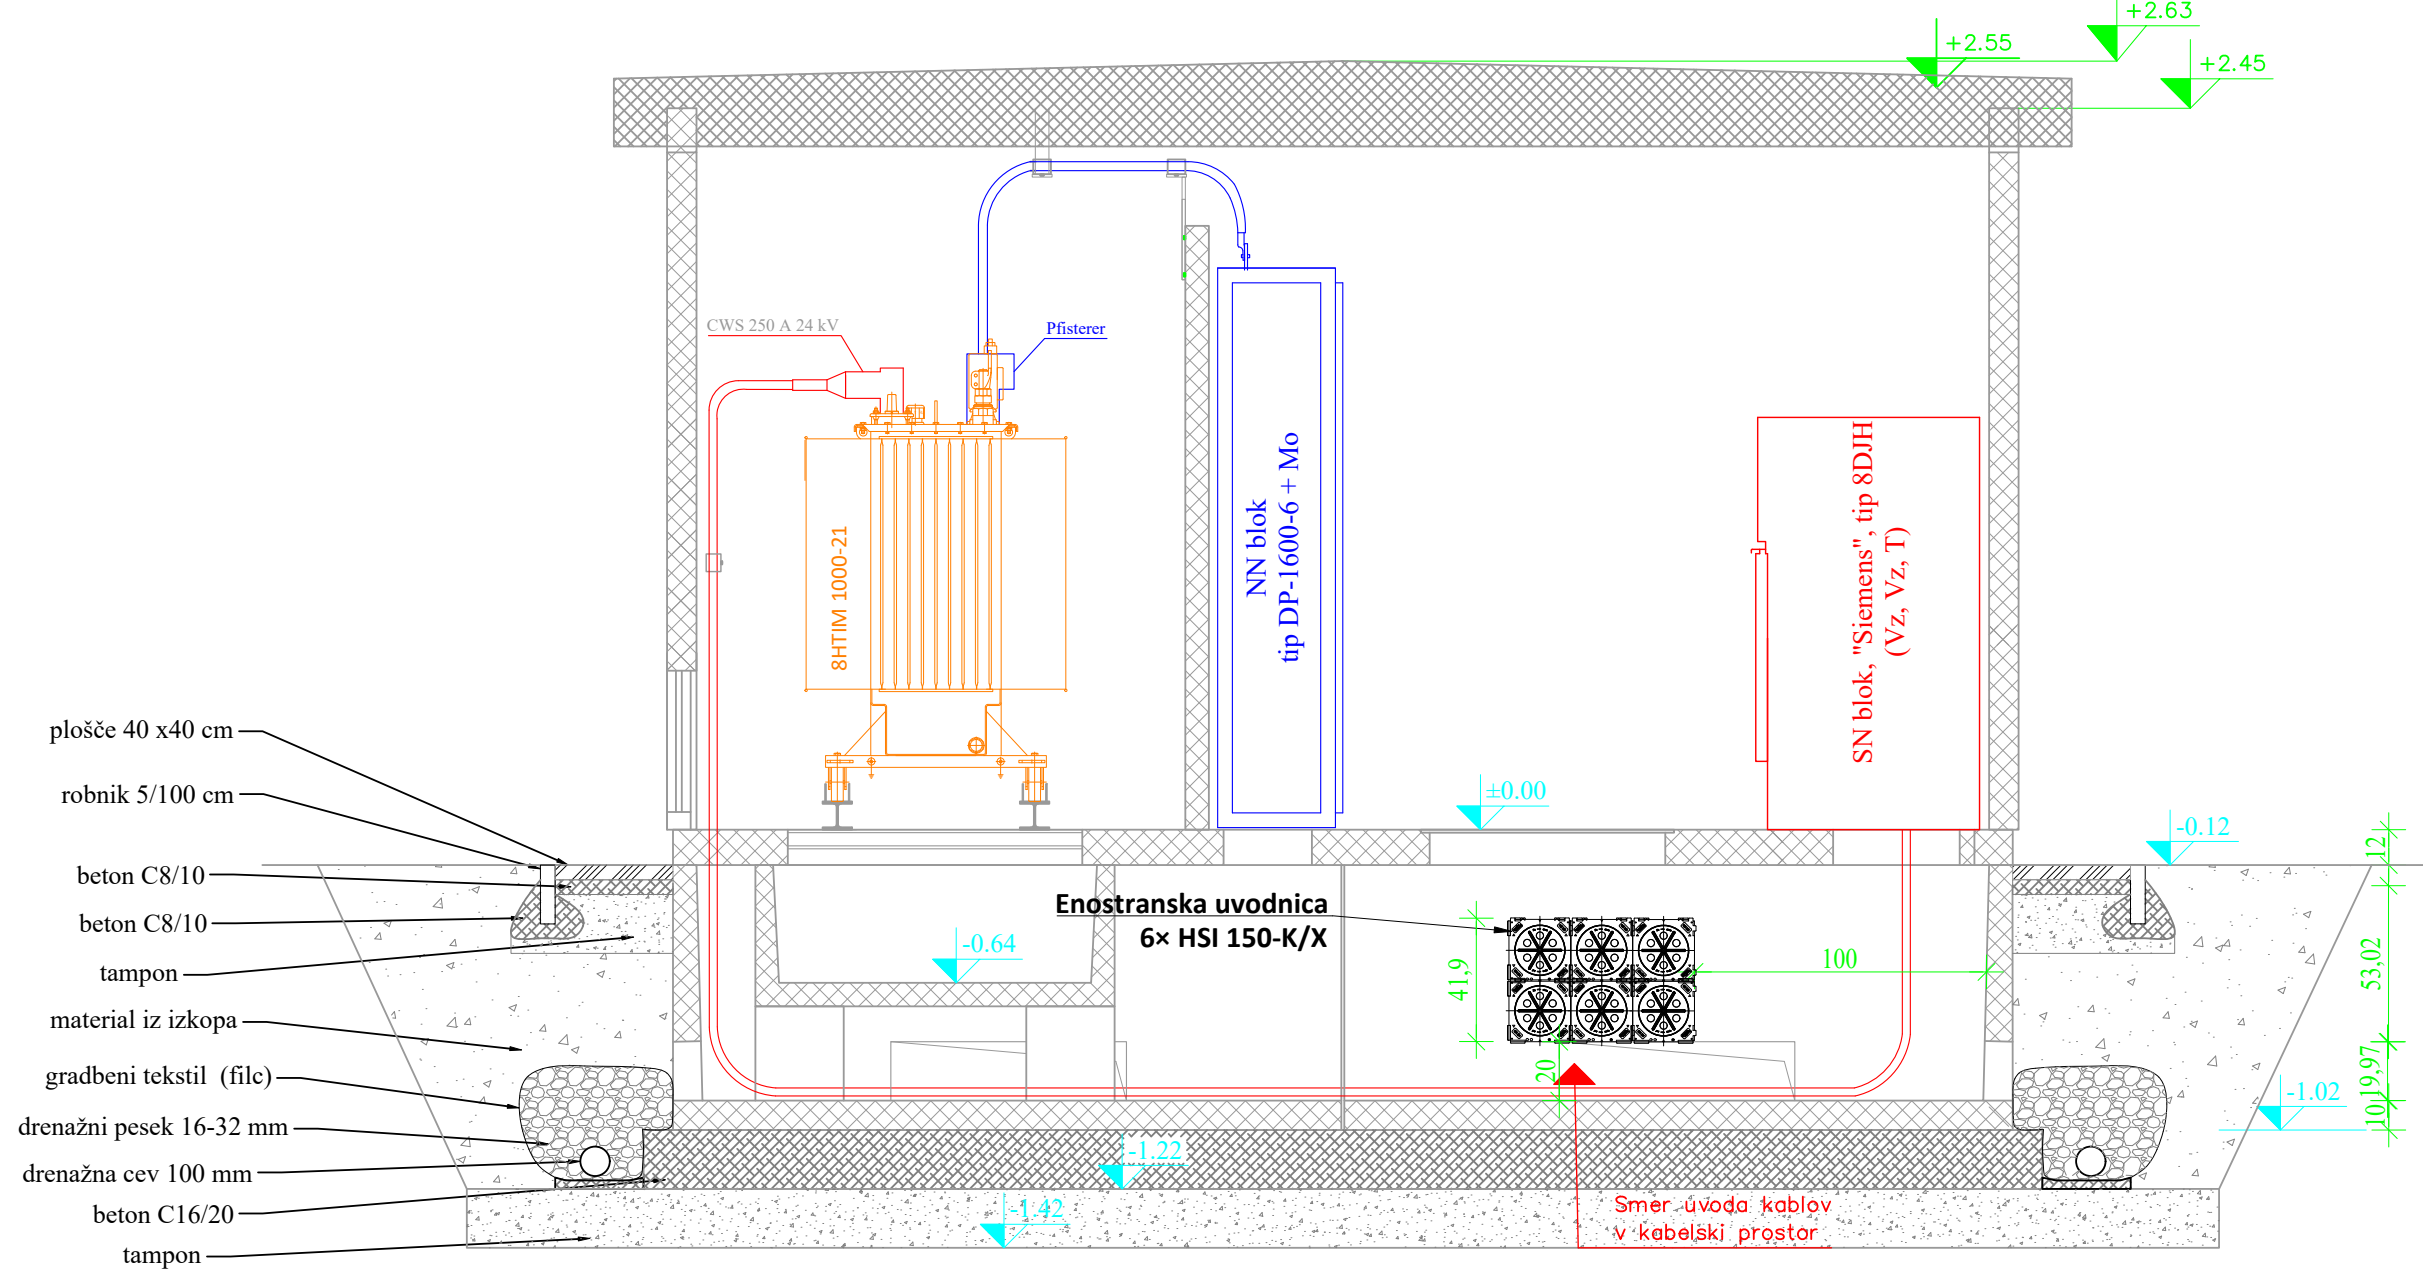 +2.63
+2.55
+2.45
CWS 250 A 24 kV
Pfisterer
8HTIM 1000-21
NN blok
tip DP-1600-6 + Mo
SN blok, "Siemens", tip 8DJH
(Vz, Vz, T)
plošče 40 x40 cm
robnik 5/100 cm
beton C8/10
beton C8/10
tampon
material iz izkopa
gradbeni tekstil (filc)
drenažni pesek 16-32 mm
drenažna cev 100 mm
beton C16/20
tampon
±0.00
-0.12
12
Enostranska uvodnica
6× HSI 150-K/X
-0.64
41,9
100
53,02
20
19,97
10
-1.02
-1.22
-1.42
Smer uvoda kablov
v kabelski prostor